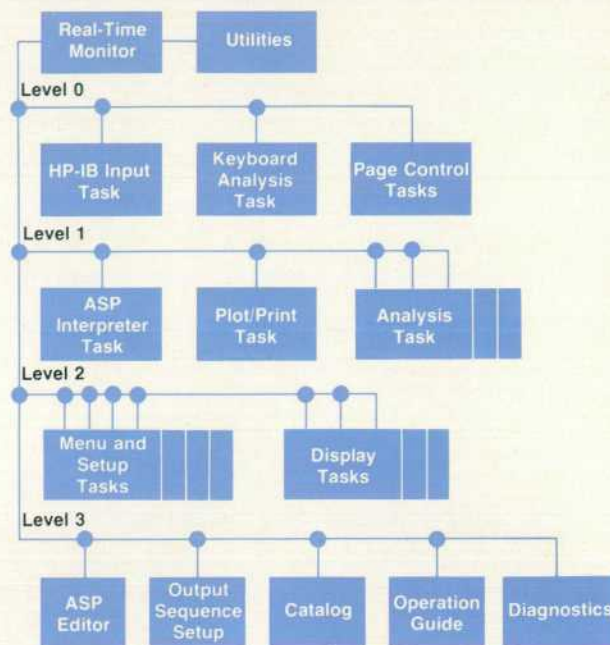 Real-Time
Monitor
Utilities
Level 0
HP-IB Input
Task
Keyboard
Analysis
Task
Page Control
Tasks
Level 1
ASP
Interpreter
Task
Plot/Print
Task
Analysis
Task
Level 2
Menu and
Setup
Tasks
Display
Tasks
Level 3
ASP
Editor
Output
Sequence
Setup
Catalog
Operation
Guide
Diagnostics